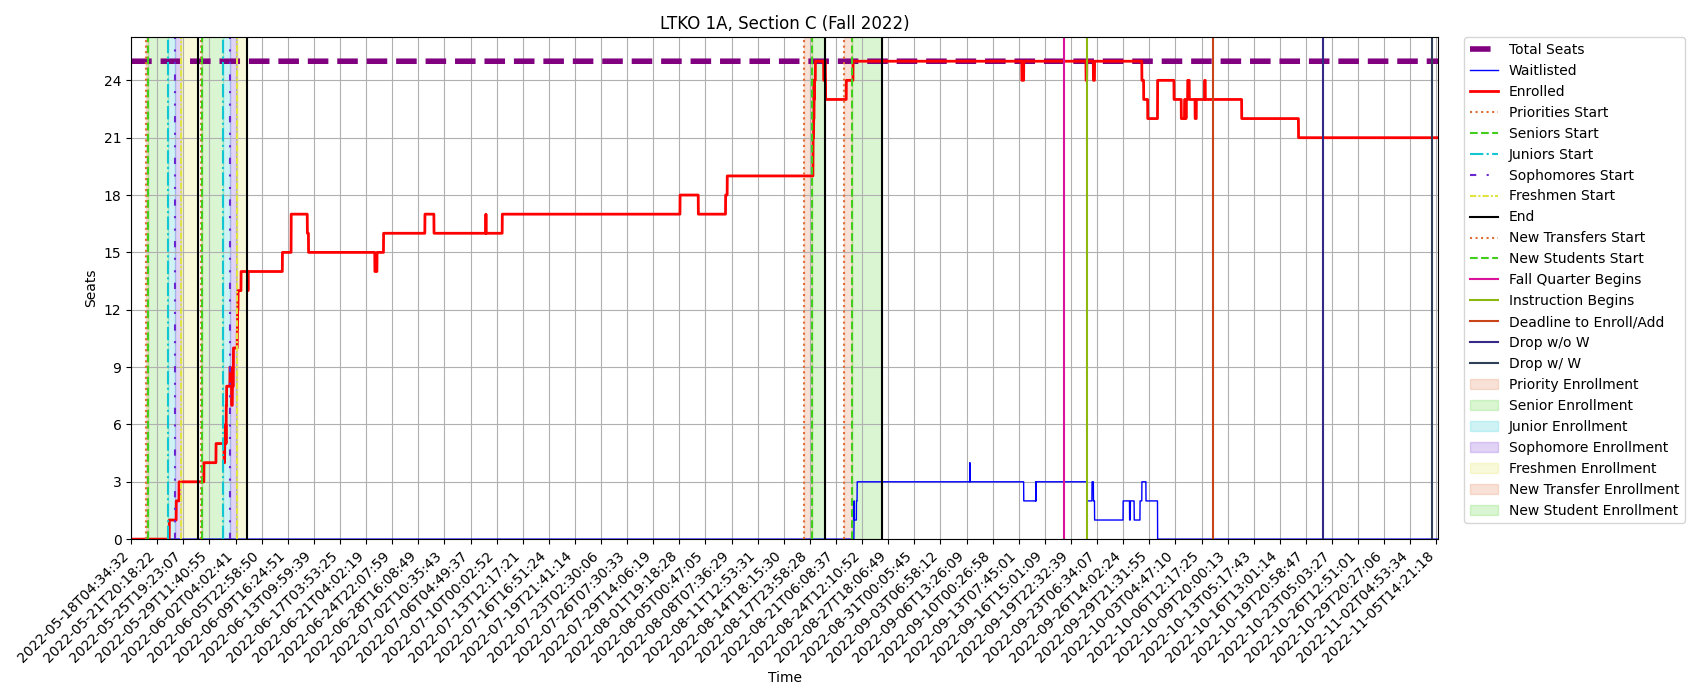 LTKO 1A, Section C (Fall 2022)
Seats
24
21
18
15
12
9
6
3
0
2022-05-18T04:34:32
2022-05-21T20:18:22
2022-05-25T19:23:07
2022-05-29T11:40:55
2022-06-02T04:02:41
2022-06-05T22:58:50
2022-06-09T16:24:51
2022-06-13T09:59:39
2022-06-17T03:53:25
2022-06-21T04:02:19
2022-06-24T22:07:59
2022-06-28T16:08:49
2022-07-02T10:35:43
2022-07-06T04:49:37
2022-07-10T00:02:52
2022-07-13T12:17:21
2022-07-16T16:51:24
2022-07-19T21:41:14
2022-07-23T02:30:06
2022-07-26T07:30:33
2022-07-29T14:06:19
2022-08-01T19:18:28
2022-08-05T00:47:05
2022-08-08T07:36:29
2022-08-11T12:53:31
2022-08-14T18:15:30
2022-08-17T23:58:28
2022-08-21T06:08:37
2022-08-24T12:10:52
2022-08-27T18:06:49
2022-08-31T00:05:45
2022-09-03T06:58:12
2022-09-06T13:26:09
2022-09-10T00:26:58
2022-09-13T07:45:01
2022-09-16T15:01:09
2022-09-19T22:32:39
2022-09-23T06:34:07
2022-09-26T14:02:24
2022-09-29T21:31:55
2022-10-03T04:47:10
2022-10-06T12:17:25
2022-10-09T20:00:13
2022-10-13T05:17:43
2022-10-16T13:01:14
2022-10-19T20:58:47
2022-10-23T05:03:27
2022-10-26T12:51:01
2022-10-29T20:27:06
2022-11-02T04:53:34
2022-11-05T14:21:18
Time
Total Seats
Waitlisted
Enrolled
Priorities Start
Seniors Start
Juniors Start
Sophomores Start
Freshmen Start
End
New Transfers Start
New Students Start
Fall Quarter Begins
Instruction Begins
Deadline to Enroll/Add
Drop w/o W
Drop w/ W
Priority Enrollment
Senior Enrollment
Junior Enrollment
Sophomore Enrollment
Freshmen Enrollment
New Transfer Enrollment
New Student Enrollment